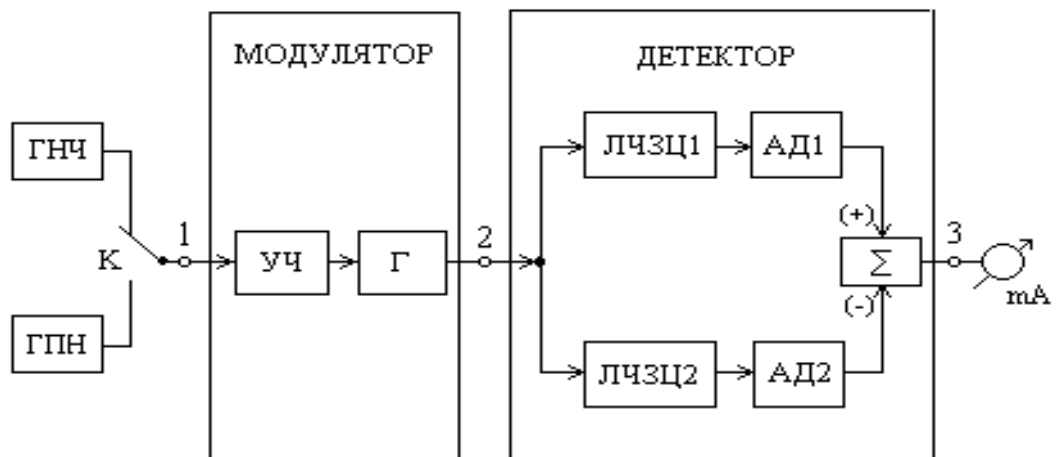 МОДУЛЯТОР
ДЕТЕКТОР
ГНЧ
ЛЧЗЦ1
АД1
(+)
1
2
3
К
УЧ
Г
Σ
mA
(-)
ГПН
ЛЧЗЦ2
АД2